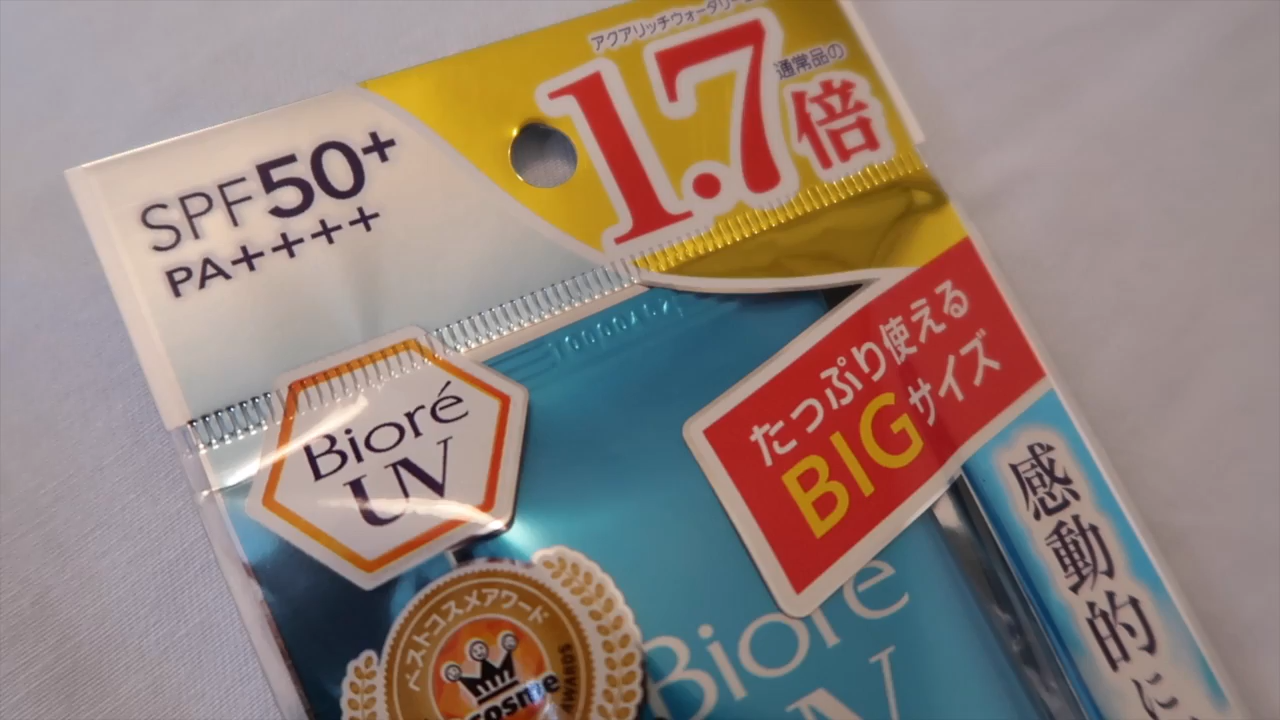 アクアリッチウォータリー
通常品の
1.7倍
SPF50+
PA++++
Bioré
UV
たっぷり使える
BIGサイズ
感動的に
ベストコスメアワード
cosme
AWARDS
Bioré
UV